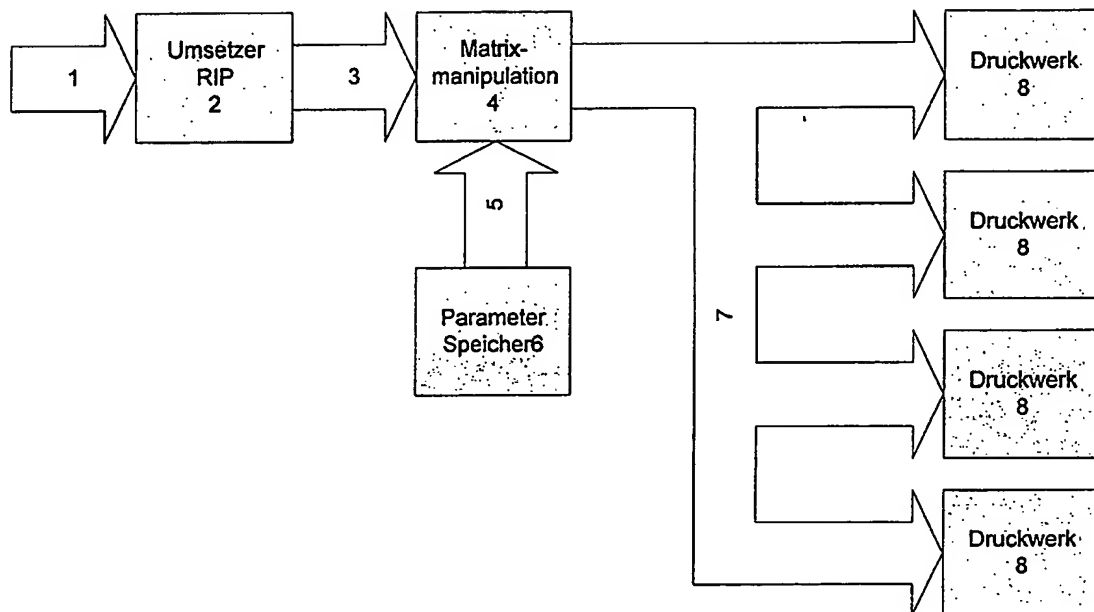 1
Umsetzer
RIP
2
3
Matrix-
manipulation
4
5
Parameter
Speicher6
7
Druckwerk
8
Druckwerk
8
Druckwerk
8
Druckwerk
8